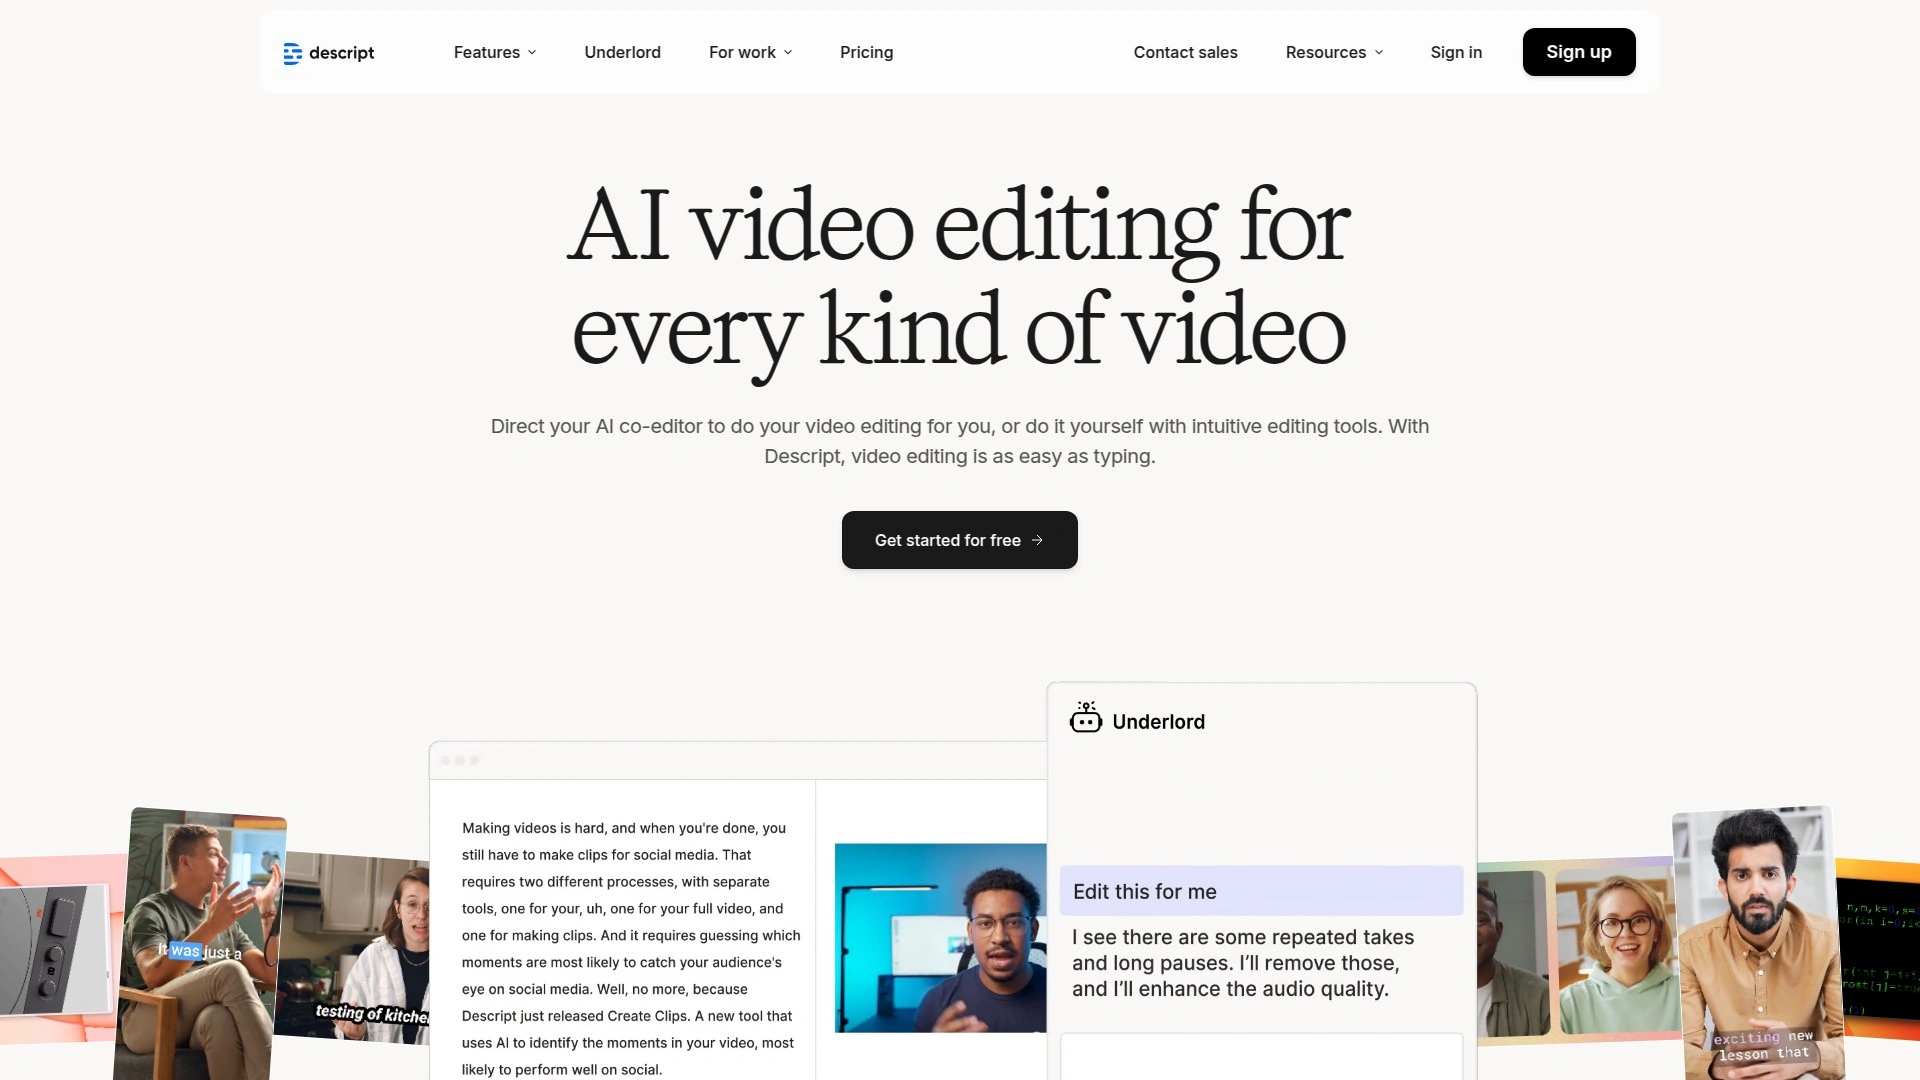 descript
Features
Underlord
For work
Pricing
Contact sales
Resources
Sign in
Sign up
AI video editing for
every kind of video
Direct your AI co-editor to do your video editing for you, or do it yourself with intuitive editing tools. With
Descript, video editing is as easy as typing.
Get started for free
Underlord
Making videos is hard, and when you're done, you
still have to make clips for social media. That
requires two different processes, with separate
tools, one for your, uh, one for your full video, and
one for making clips. And it requires guessing which
moments are most likely to catch your audience's
eye on social media. Well, no more, because
Descript just released Create Clips. A new tool that
uses AI to identify the moments in your video, most
likely to perform well on social.
Edit this for me
I see there are some repeated takes
and long pauses. I’ll remove those,
and I’ll enhance the audio quality.
It was just a
testing of
exciting new
lesson that